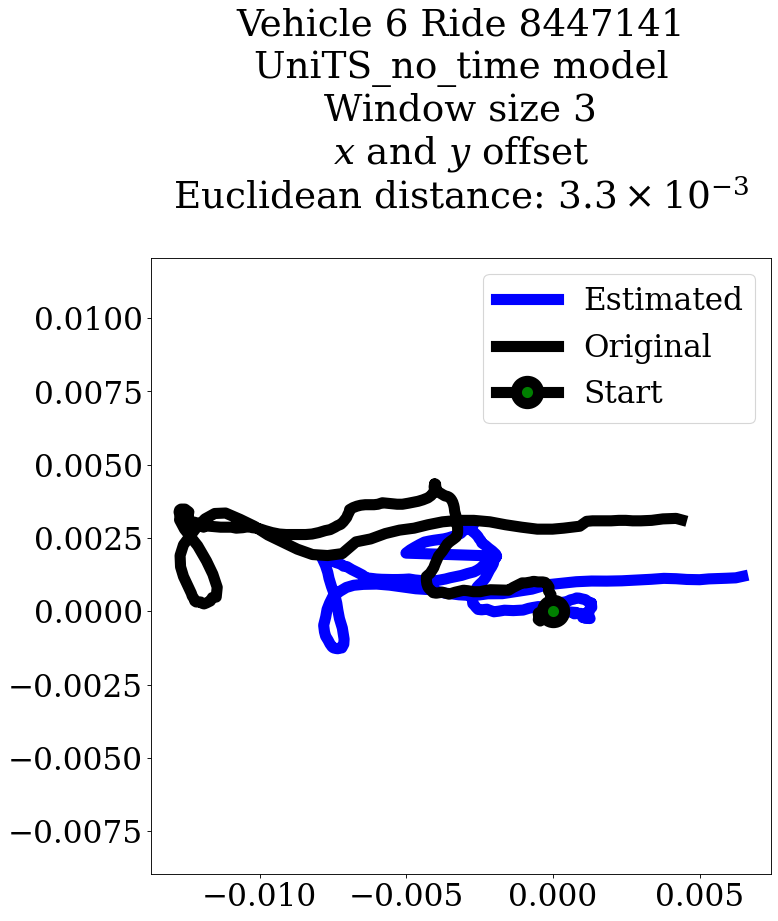 Vehicle 6 Ride 8447141
UniTS_no_time model
Window size 3
x and y offset
Euclidean distance: 3.3 × 10⁻³
Estimated
Original
Start
0.0100
0.0075
0.0050
0.0025
0.0000
−0.0025
−0.0050
−0.0075
−0.010 −0.005 0.000 0.005